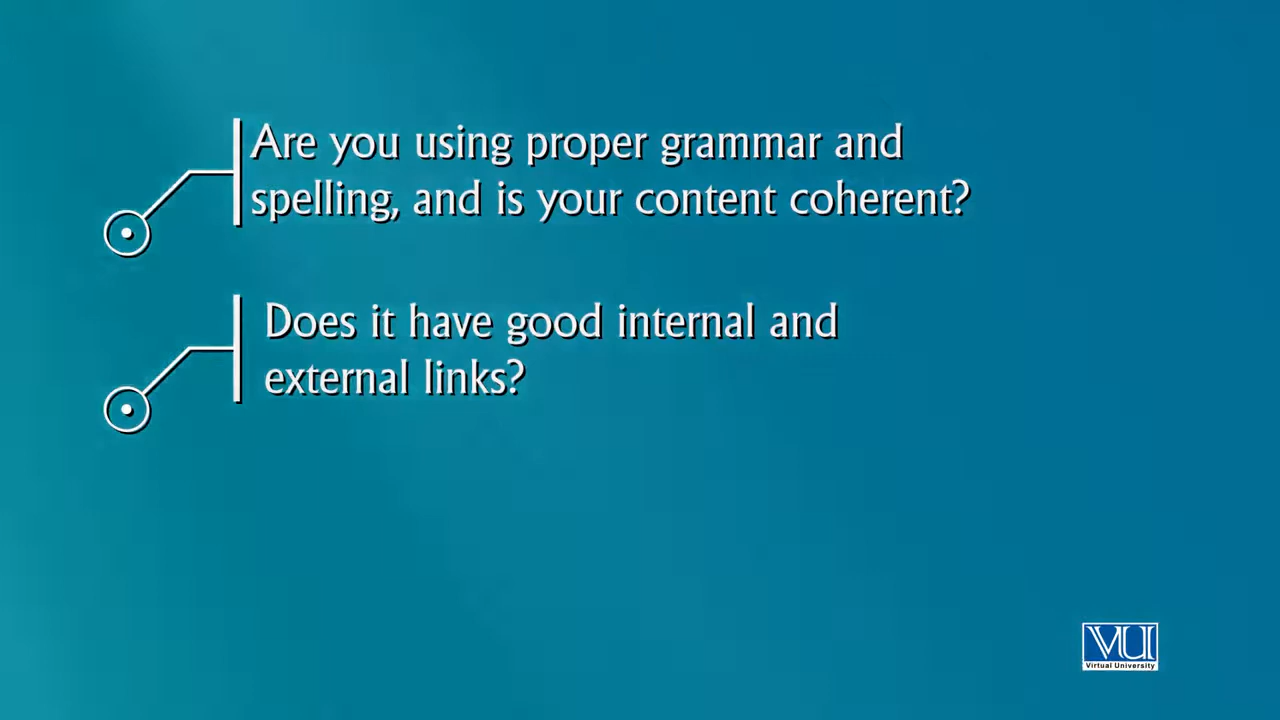 Are you using proper grammar and
spelling, and is your content coherent?
Does it have good internal and
external links?
VU
Virtual University